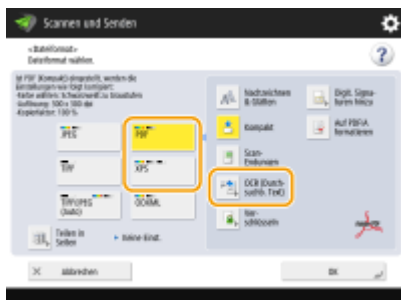 Scannen und Senden
<Dateiformat>
Dateiformat wählen.
Ist PDF (Kompakt) eingestellt, werden die
Einstellungen wie folgt korrigiert:
-Farbe wählen: Schwarzweiß zu Graustufen
-Auflösung: 300 x 300 dpi
-Kopierfaktor: 100 %
JPEG
PDF
TIFF
XPS
TIFF/JPEG
(Auto)
OOXML
Teilen in
Seiten
Keine Einst.
Nachzeichnen
& Glätten
Digit. Signa-
turen hinzu
Kompakt
Auf PDF/A
formatieren
Scan-
Endungen
OCR (Durch-
suchb. Text)
Ver-
schlüsseln
Abbrechen
OK